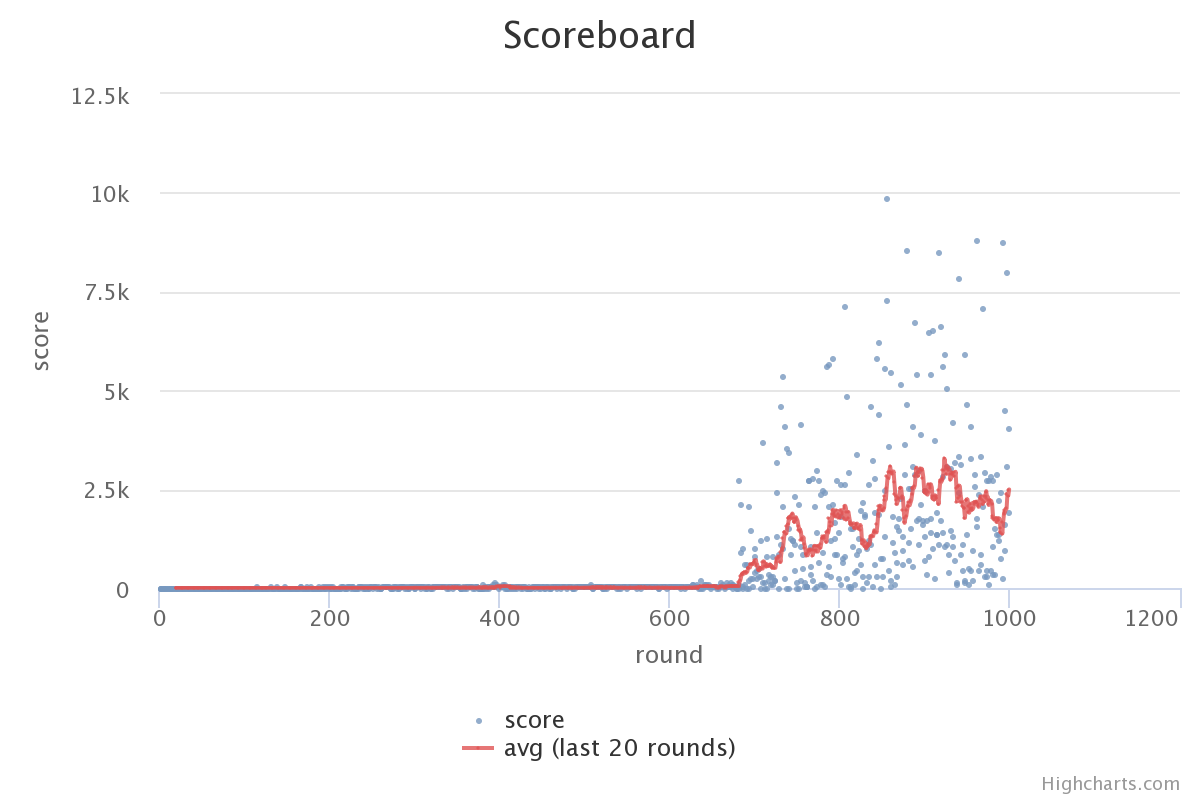 Scoreboard
12.5k
10k
7.5k
5k
2.5k
0
score
0 200 400 600 800 1000 1200
round
score
avg (last 20 rounds)
Highcharts.com